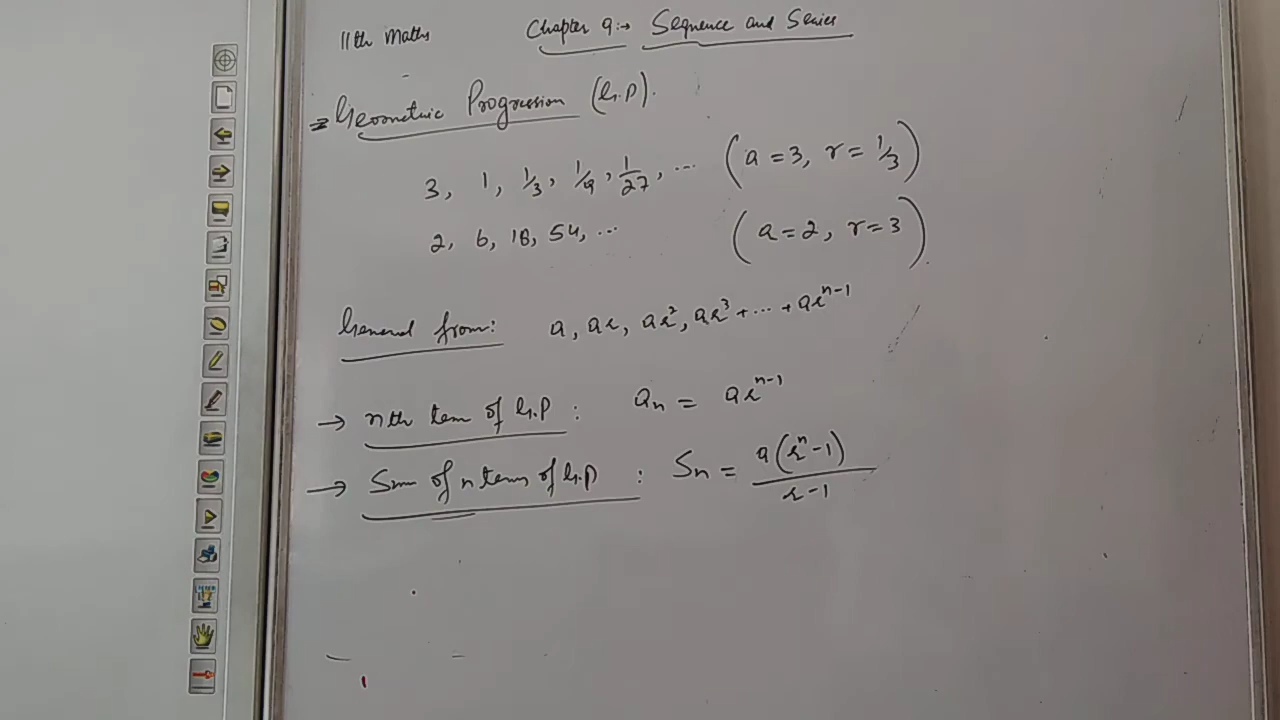 11th Maths
Chapter 9:→ Sequence and Series
⇒ Geometric Progression (G.P).
3, 1, 1/3, 1/9, 1/27, ... (a = 3, r = 1/3)
2, 6, 18, 54, ... (a = 2, r = 3)
General from: a, ar, ar², ar³ + ... + arⁿ⁻¹
→ nth term of G.P : aₙ = arⁿ⁻¹
→ Sum of n terms of G.P : Sₙ = a(rⁿ-1)/r-1